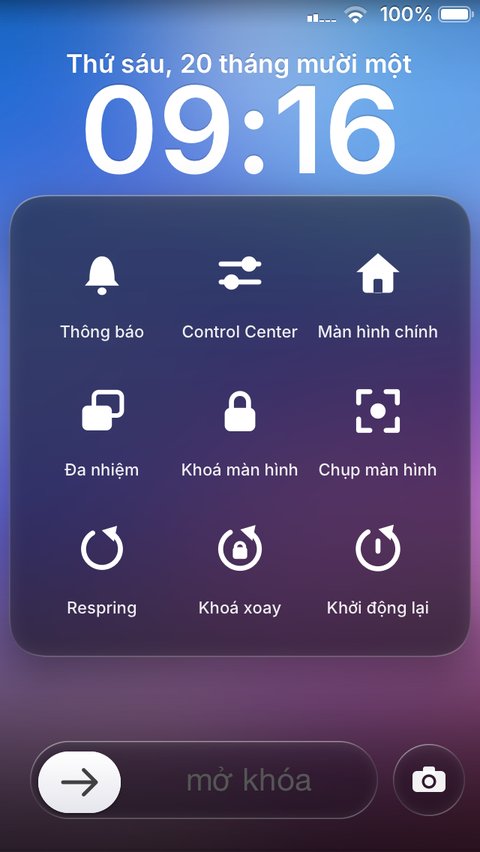 100%
Thứ sáu, 20 tháng mười một
09:16
Thông báo
Control Center
Màn hình chính
Đa nhiệm
Khoá màn hình
Chụp màn hình
Respring
Khoá xoay
Khởi động lại
mở khóa